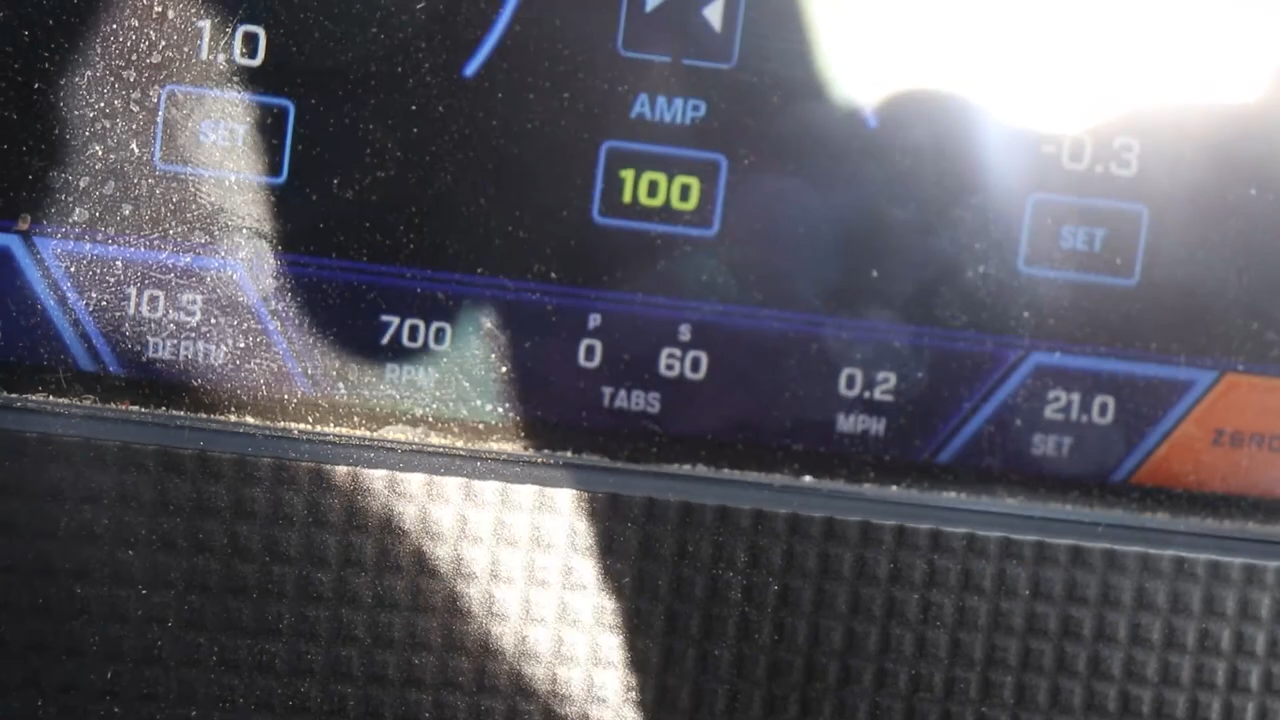 1.0
SET
AMP
100
-0.3
SET
10.3
DEPTH
700
RPM
P
0
S
60
TABS
0.2
MPH
21.0
SET
ZERO